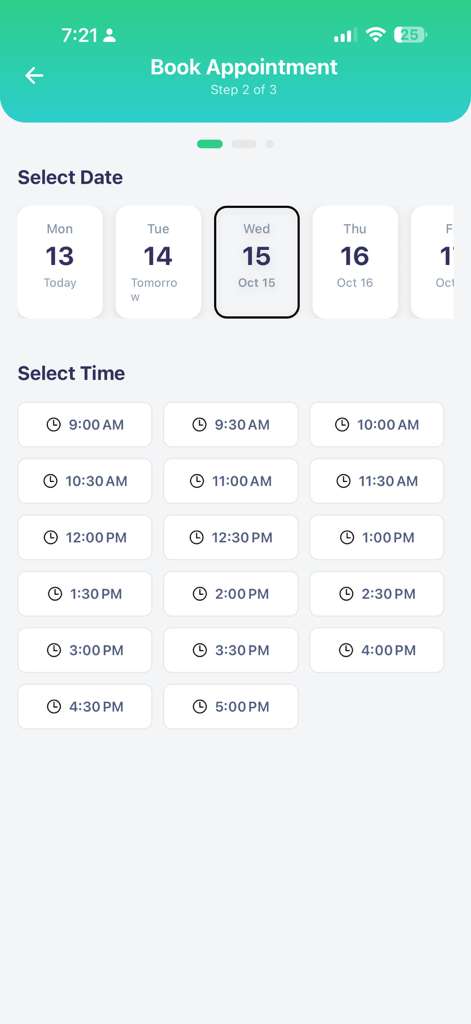 7:21
25
Book Appointment
Step 2 of 3
Select Date
Mon Tue Wed Thu F
13 14 15 16 1
Today Tomorro Oct 15 Oct 16 Oct
w
Select Time
9:00 AM 9:30 AM 10:00 AM
10:30 AM 11:00 AM 11:30 AM
12:00 PM 12:30 PM 1:00 PM
1:30 PM 2:00 PM 2:30 PM
3:00 PM 3:30 PM 4:00 PM
4:30 PM 5:00 PM